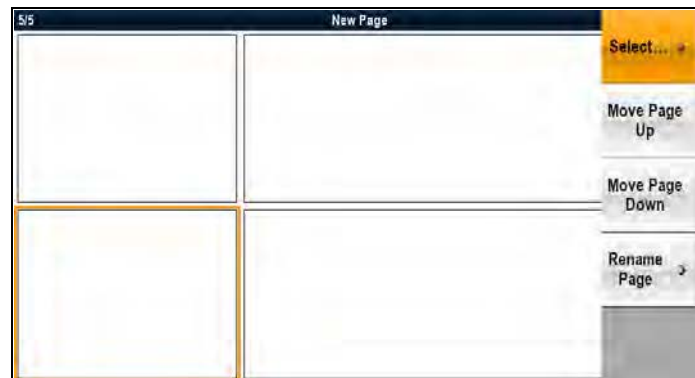 5/5
New Page
Select...
Move Page
Up
Move Page
Down
Rename
Page